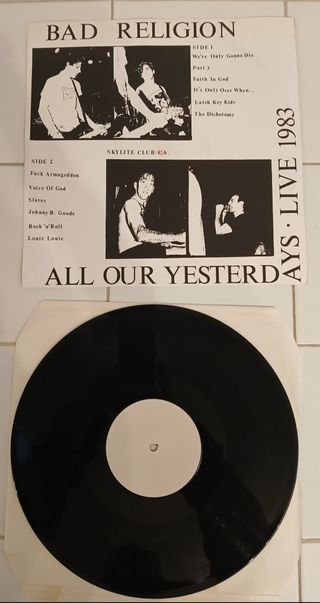 BAD RELIGION
SIDE 1
We're Only Gonna Die
Part 3
Faith In God
It's Only Over When...
Latch Key Kids
The Dichotomy
SKYLITE CLUB CA.
SIDE 2
Fuck Armageddon
Voice Of God
Slaves
Johnny B. Goode
Rock 'n' Roll
Louie Louie
ALL OUR YESTERDAYS · LIVE 1983